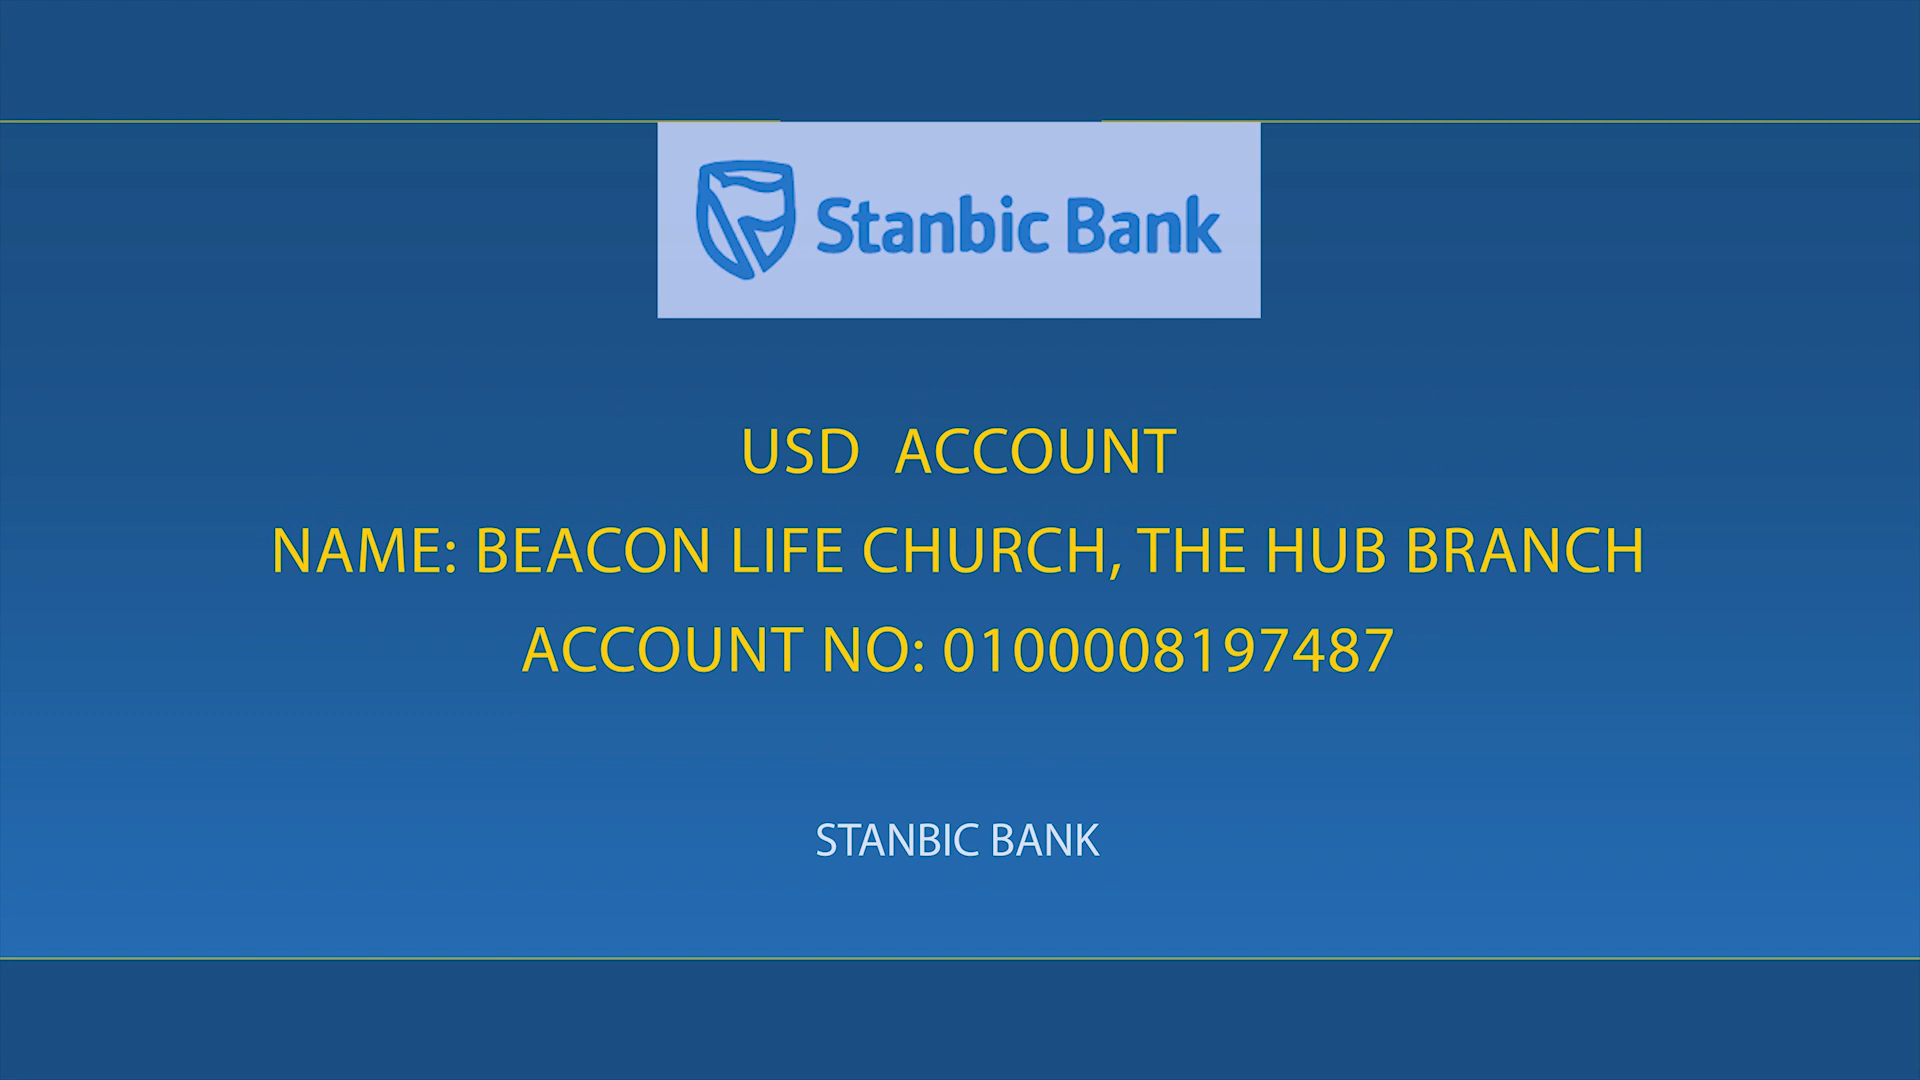 Stanbic Bank
USD ACCOUNT
NAME: BEACON LIFE CHURCH, THE HUB BRANCH
ACCOUNT NO: 0100008197487
STANBIC BANK